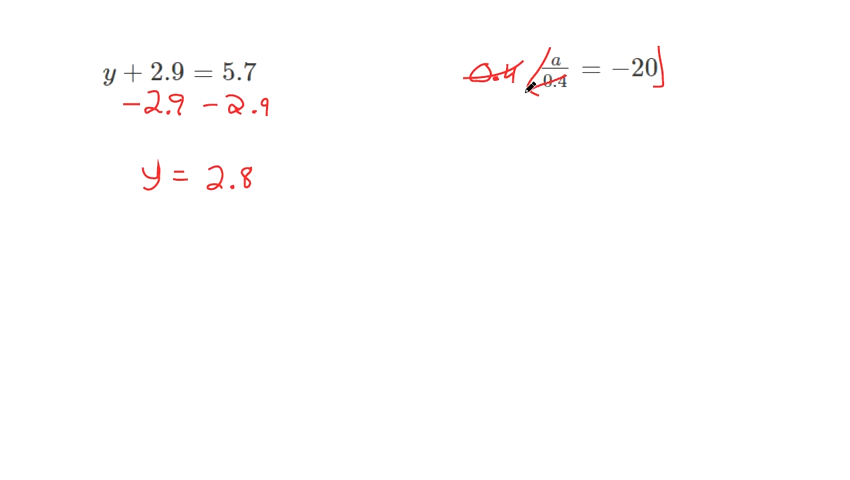 y + 2.9 = 5.7
−2.9 −2.9
y = 2.8
0.4 [a/0.4 = −20]